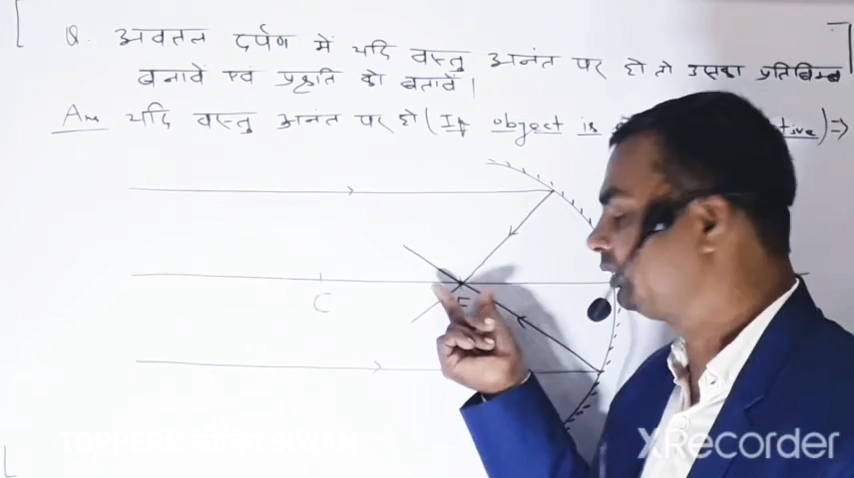 Q. अवतल दर्पण में यदि वस्तु अनंत पर हो तो उसका प्रतिबिम्ब
बनावें एवं प्रकृति को बतावें।
Ans यदि वस्तु अनंत पर हो (If object is
C
F
XRecorder